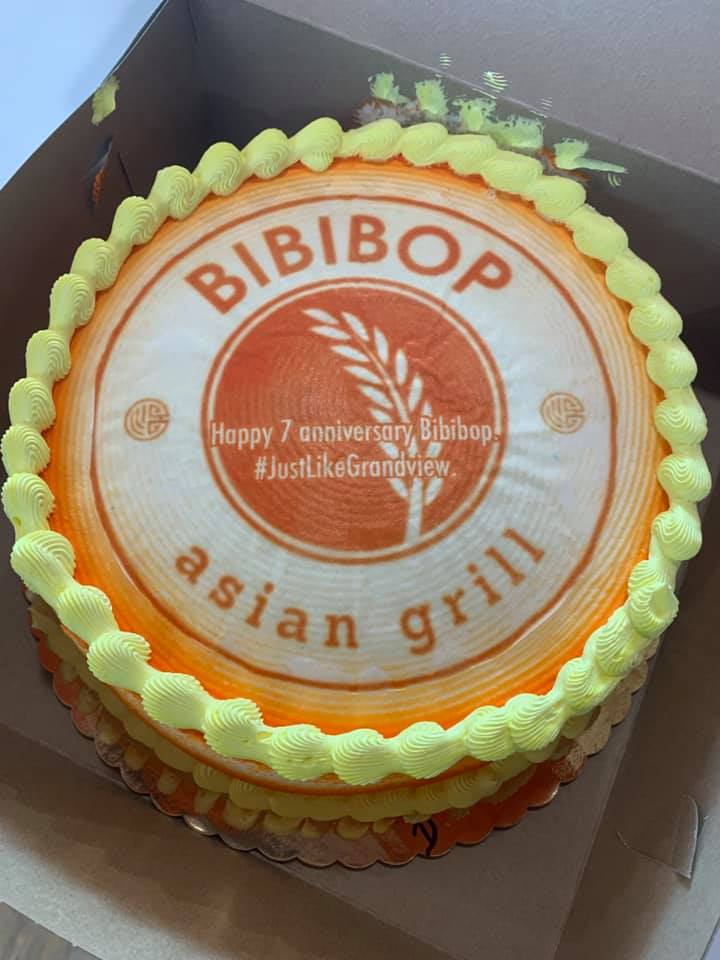 BIBIBOP
Happy 7 anniversary Bibibop.
#JustLikeGrandview.
asian grill